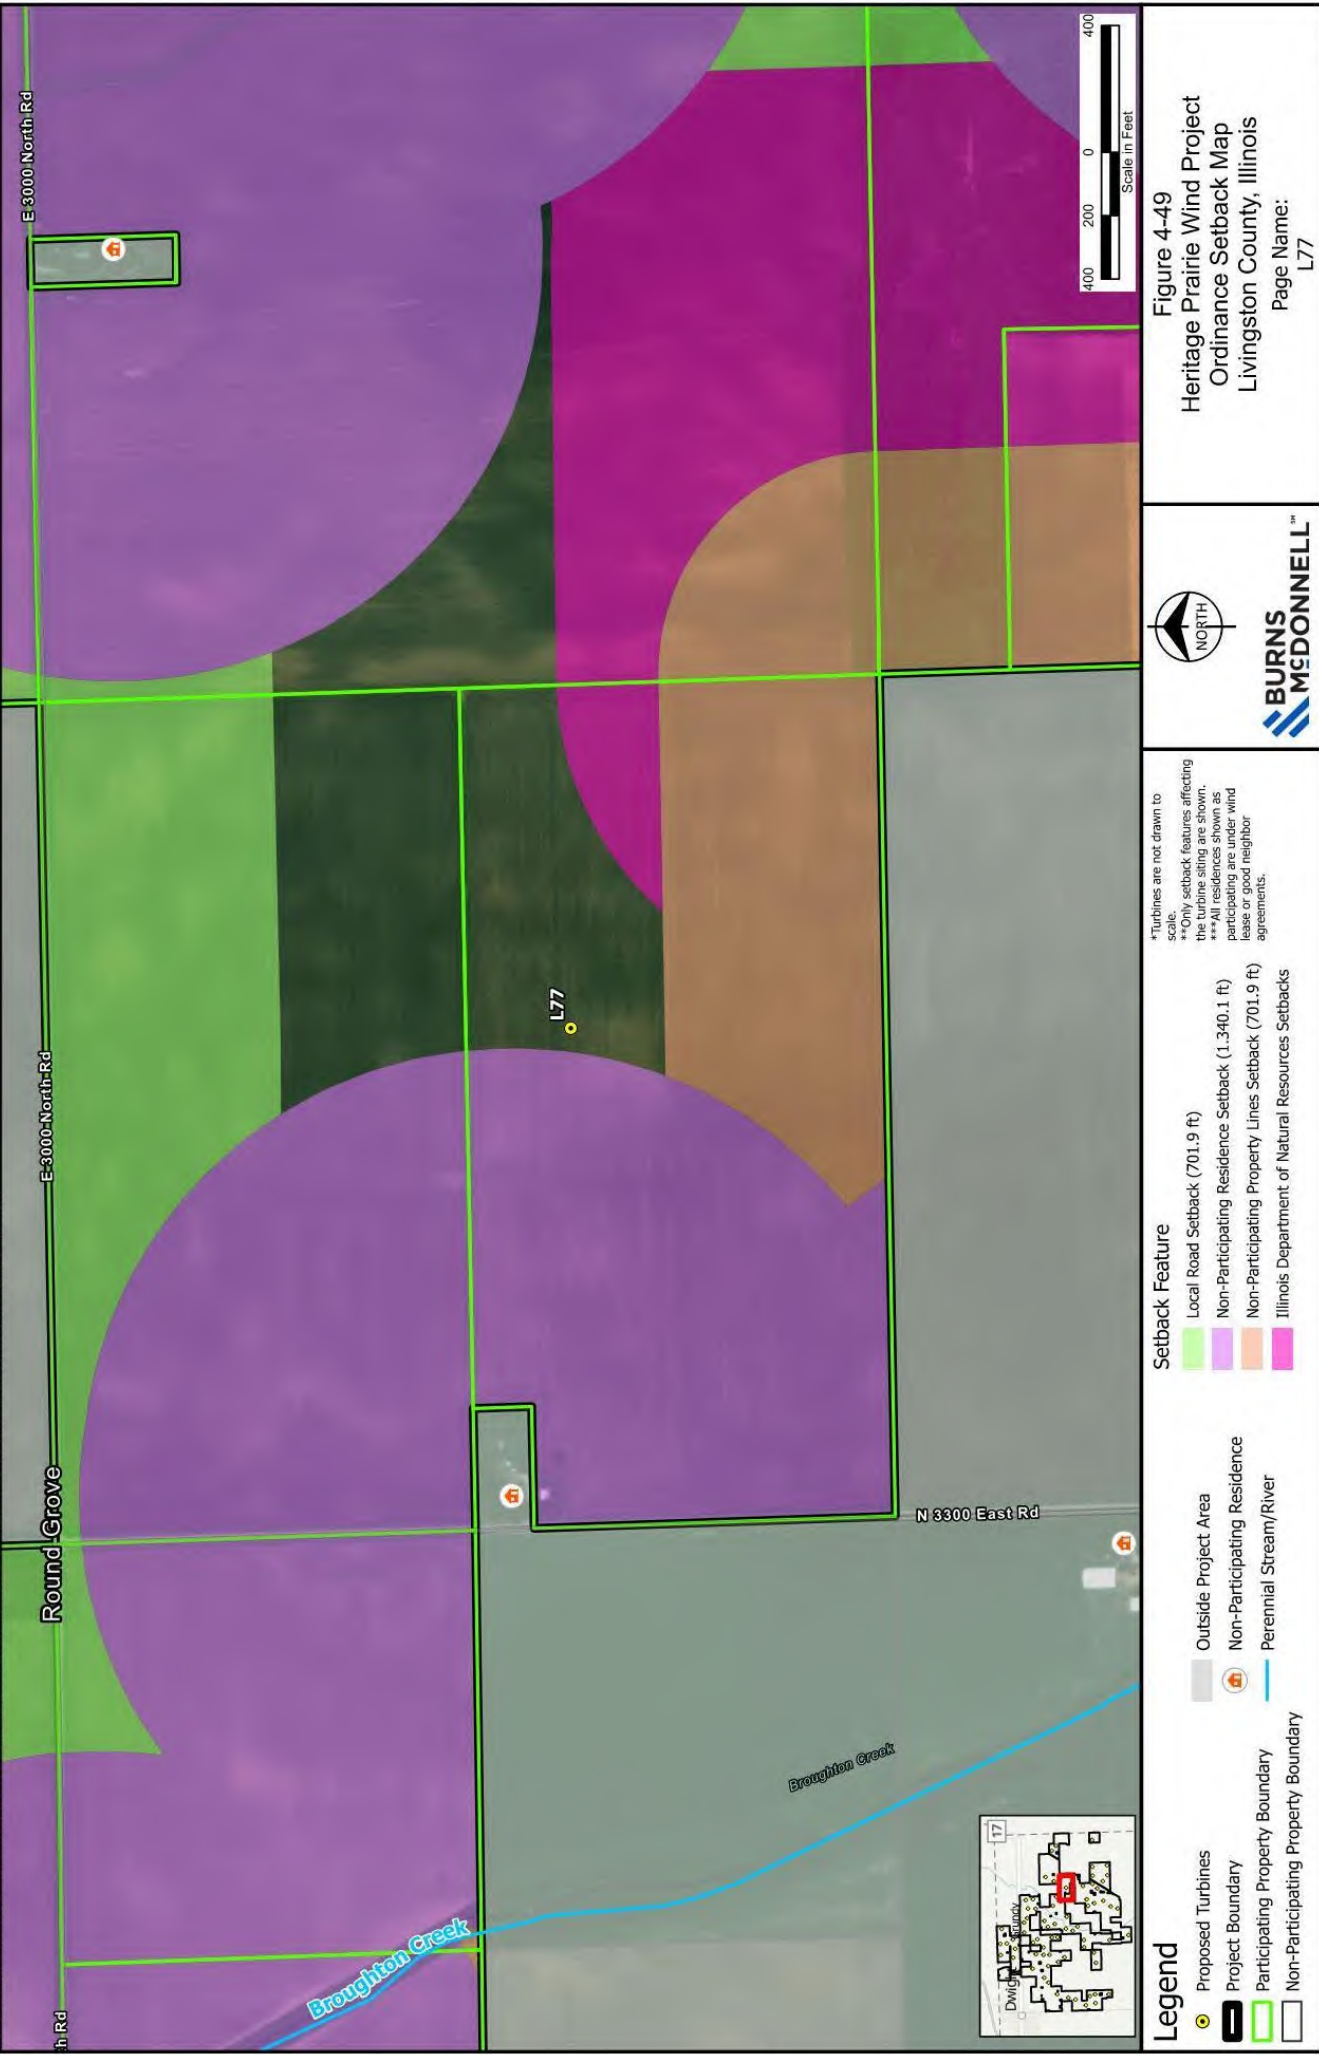 E 3000 North Rd
E 3000 North Rd
Round Grove
h Rd
L77
N 3300 East Rd
Broughton Creek
Broughton Creek
17
Dwight
Grundy
400 200 0 400
Scale in Feet
Legend
Proposed Turbines
Project Boundary
Participating Property Boundary
Non-Participating Property Boundary
Outside Project Area
Non-Participating Residence
Perennial Stream/River
Setback Feature
Local Road Setback (701.9 ft)
Non-Participating Residence Setback (1.340.1 ft)
Non-Participating Property Lines Setback (701.9 ft)
Illinois Department of Natural Resources Setbacks
*Turbines are not drawn to
scale.
**Only setback features affecting
the turbine siting are shown.
***All residences shown as
participating are under wind
lease or good neighbor
agreements.
NORTH
BURNS
MCDONNELL℠
Figure 4-49
Heritage Prairie Wind Project
Ordinance Setback Map
Livingston County, Illinois
Page Name:
L77